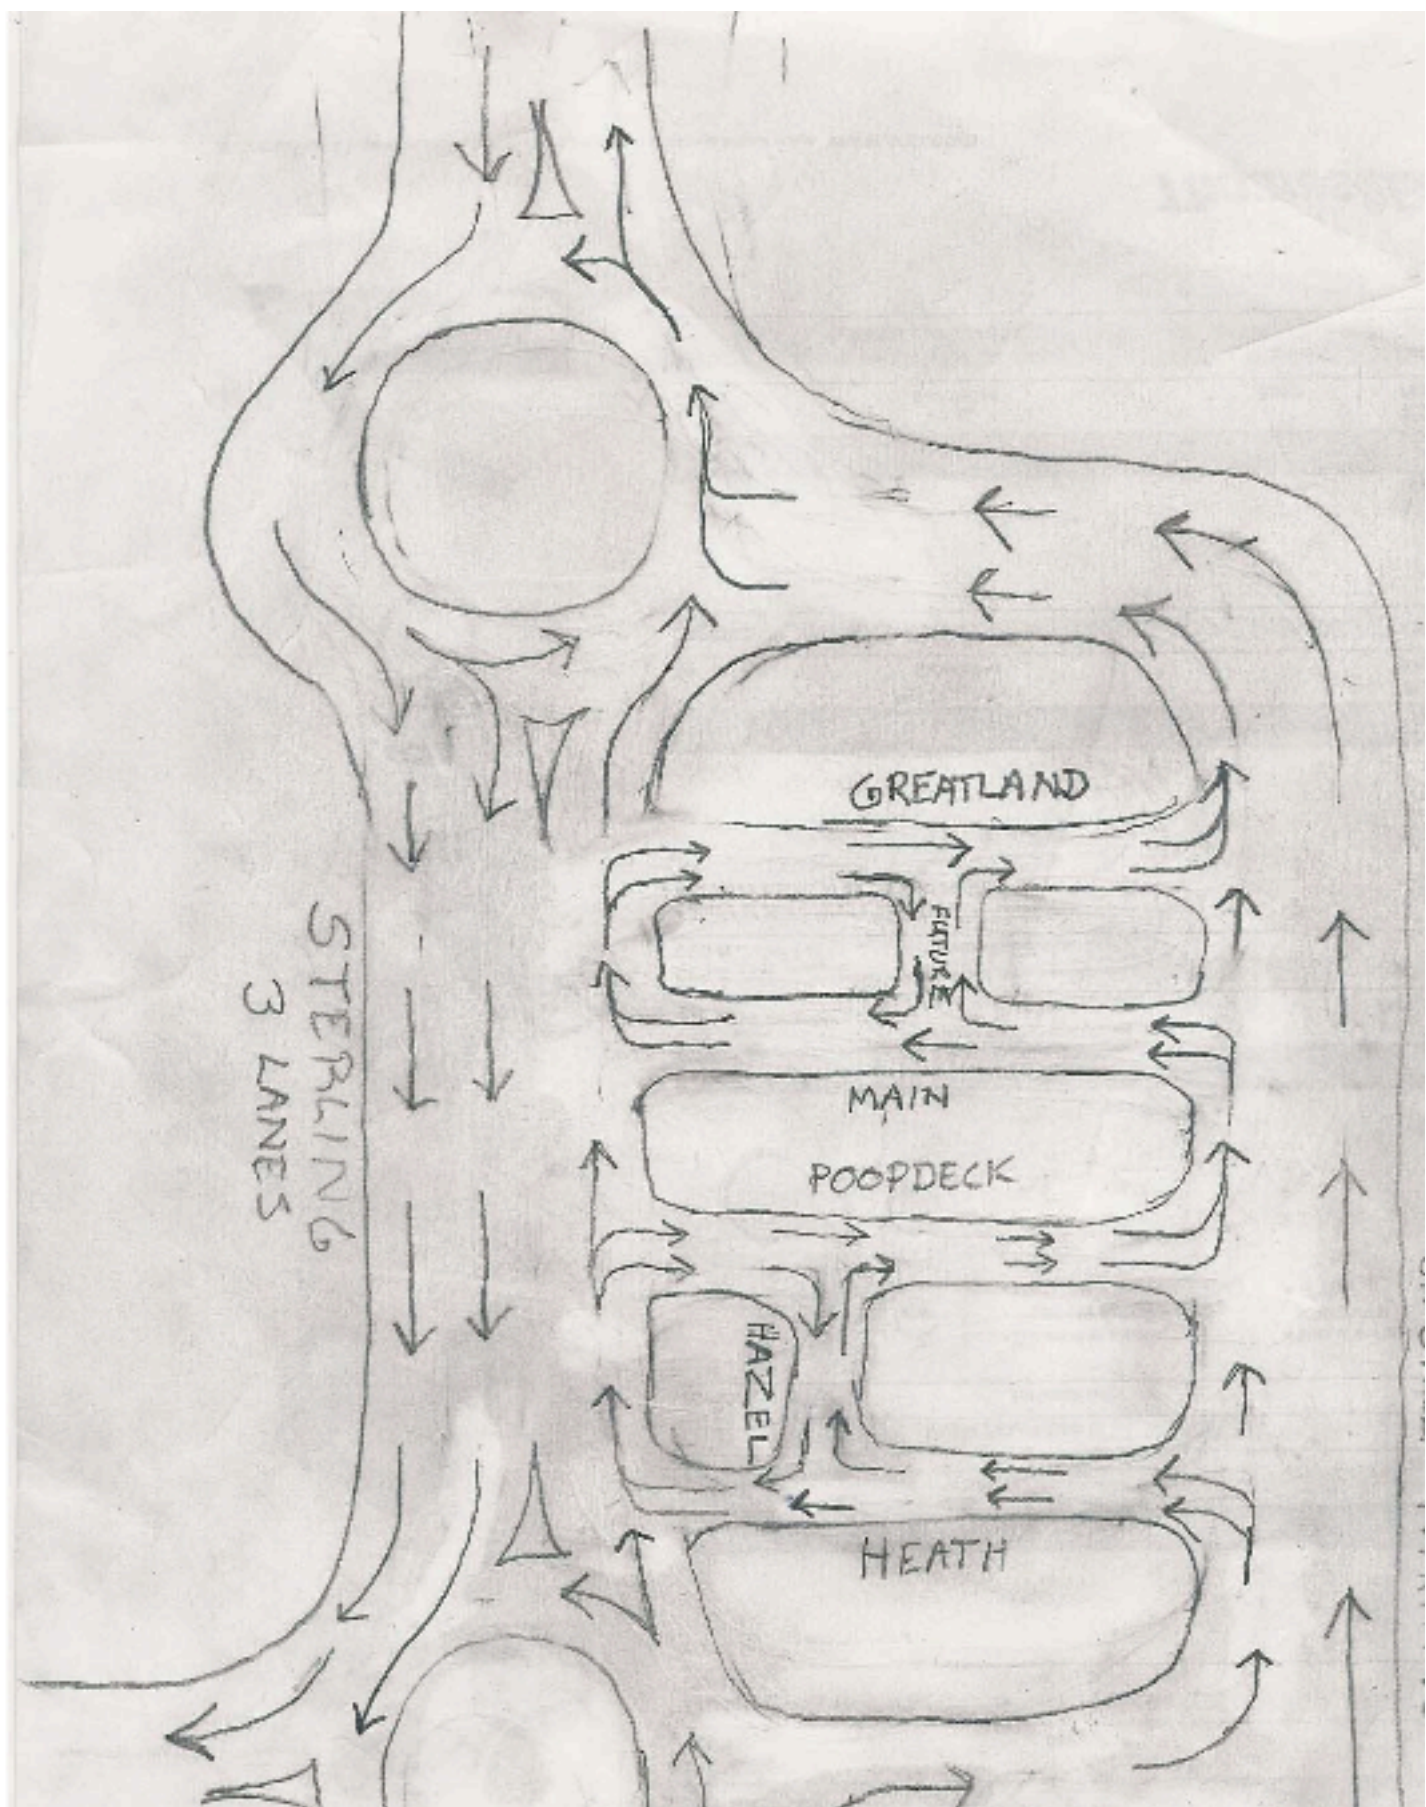 GREATLAND
FUTURE
MAIN
POOPDECK
STERLING
3 LANES
HAZEL
HEATH